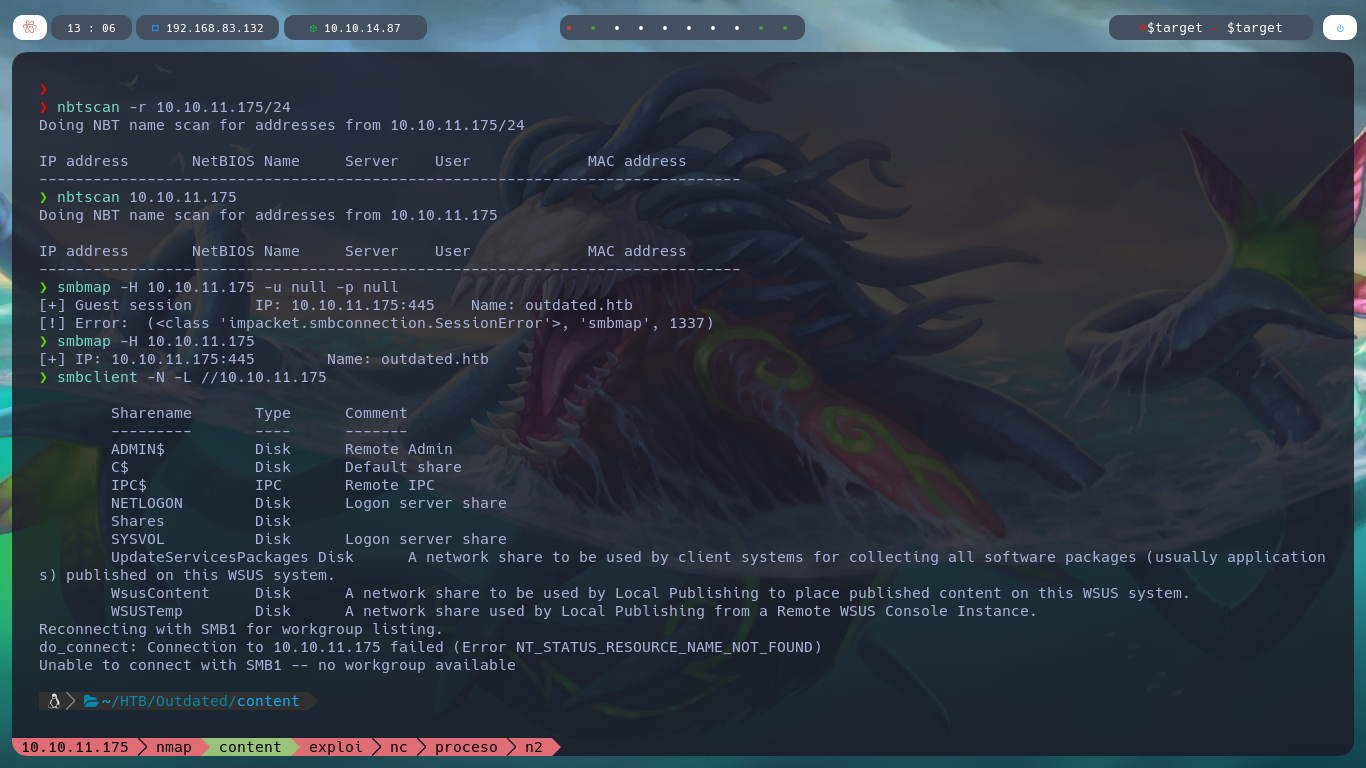 13 : 06 192.168.83.132 10.10.14.87 $target - $target
❯
❯ nbtscan -r 10.10.11.175/24
Doing NBT name scan for addresses from 10.10.11.175/24
IP address       NetBIOS Name     Server    User             MAC address
------------------------------------------------------------------------------
❯ nbtscan 10.10.11.175
Doing NBT name scan for addresses from 10.10.11.175
IP address       NetBIOS Name     Server    User             MAC address
------------------------------------------------------------------------------
❯ smbmap -H 10.10.11.175 -u null -p null
[+] Guest session       IP: 10.10.11.175:445    Name: outdated.htb
[!] Error:  (<class 'impacket.smbconnection.SessionError'>, 'smbmap', 1337)
❯ smbmap -H 10.10.11.175
[+] IP: 10.10.11.175:445        Name: outdated.htb
❯ smbclient -N -L //10.10.11.175
Sharename       Type      Comment
---------       ----      -------
ADMIN$          Disk      Remote Admin
C$              Disk      Default share
IPC$            IPC       Remote IPC
NETLOGON        Disk      Logon server share
Shares          Disk
SYSVOL          Disk      Logon server share
UpdateServicesPackages Disk      A network share to be used by client systems for collecting all software packages (usually application
s) published on this WSUS system.
WsusContent     Disk      A network share to be used by Local Publishing to place published content on this WSUS system.
WSUSTemp        Disk      A network share used by Local Publishing from a Remote WSUS Console Instance.
Reconnecting with SMB1 for workgroup listing.
do_connect: Connection to 10.10.11.175 failed (Error NT_STATUS_RESOURCE_NAME_NOT_FOUND)
Unable to connect with SMB1 -- no workgroup available
~/HTB/Outdated/content
10.10.11.175 nmap content exploi nc proceso n2